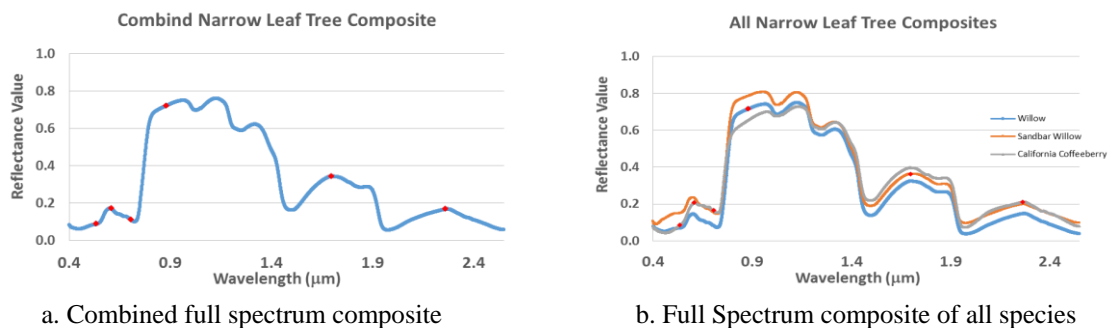 Combind Narrow Leaf Tree Composite
1.0
0.8
0.6
0.4
0.2
0.0
Reflectance Value
0.4
0.9
1.4
1.9
2.4
Wavelength (μm)
a. Combined full spectrum composite
All Narrow Leaf Tree Composites
1.0
0.8
0.6
0.4
0.2
0.0
Reflectance Value
Willow
Sandbar Willow
California Coffeeberry
0.4
0.9
1.4
1.9
2.4
Wavelength (μm)
b. Full Spectrum composite of all species